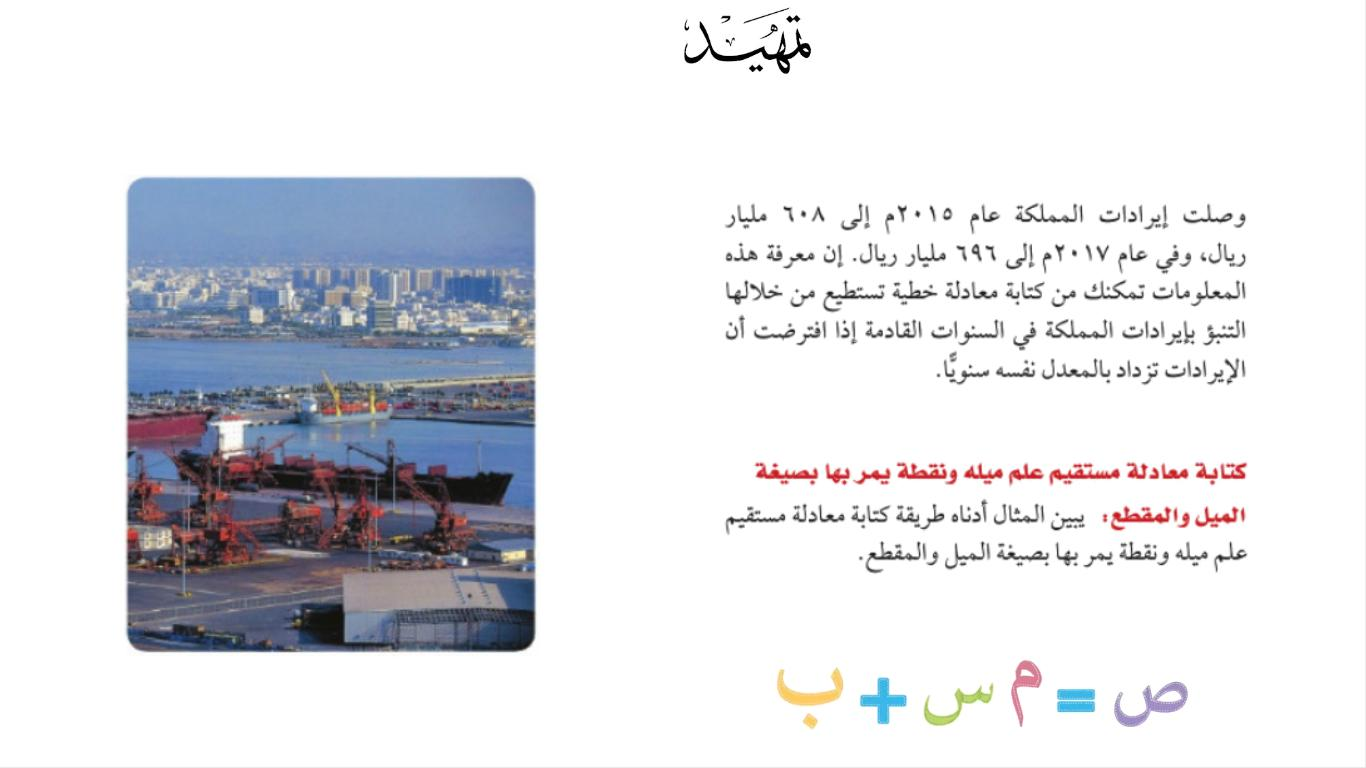 تمهيد
وصلت إيرادات المملكة عام ٢٠١٥م إلى ٦٠٨ مليار
ريال، وفي عام ٢٠١٧م إلى ٦٩٦ مليار ريال. إن معرفة هذه
المعلومات تمكنك من كتابة معادلة خطية تستطيع من خلالها
التنبؤ بإيرادات المملكة في السنوات القادمة إذا افترضت أن
الإيرادات تزداد بالمعدل نفسه سنويًّا.
كتابة معادلة مستقيم علم ميله ونقطة يمر بها بصيغة
الميل والمقطع: يبين المثال أدناه طريقة كتابة معادلة مستقيم
علم ميله ونقطة يمر بها بصيغة الميل والمقطع.
ص = م س + ب